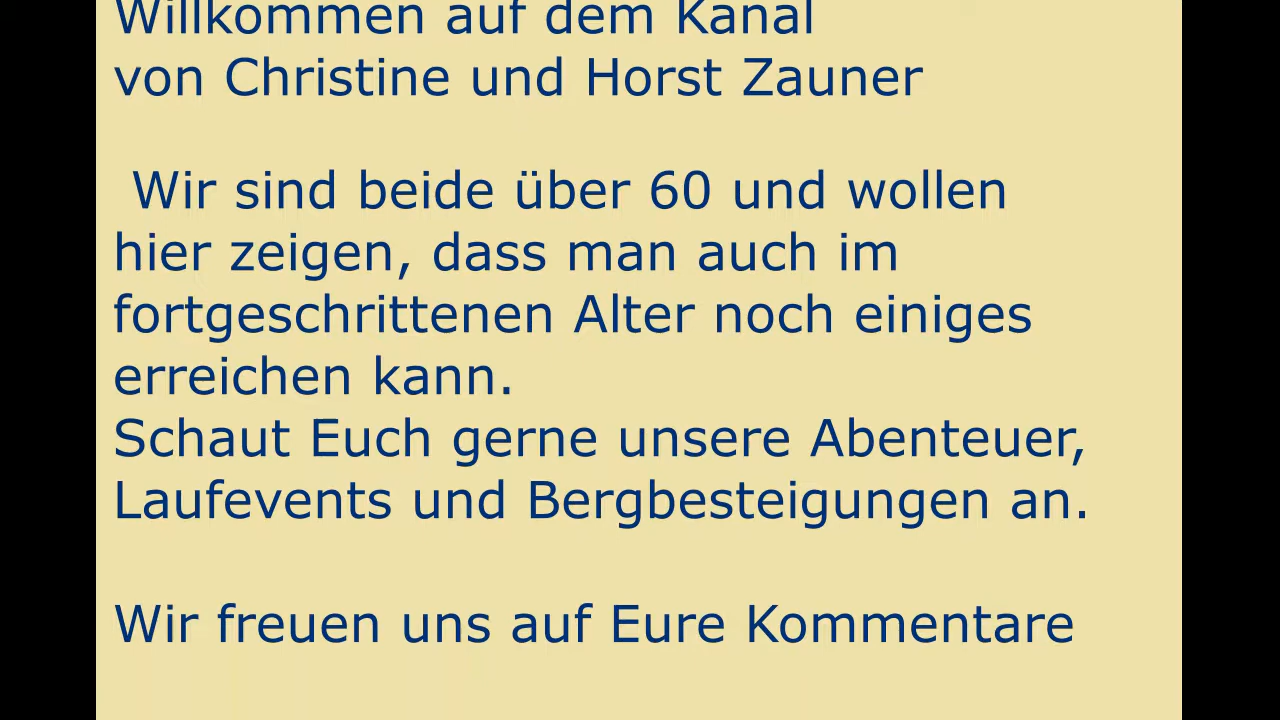 Willkommen auf dem Kanal
von Christine und Horst Zauner
Wir sind beide über 60 und wollen
hier zeigen, dass man auch im
fortgeschrittenen Alter noch einiges
erreichen kann.
Schaut Euch gerne unsere Abenteuer,
Laufevents und Bergbesteigungen an.
Wir freuen uns auf Eure Kommentare